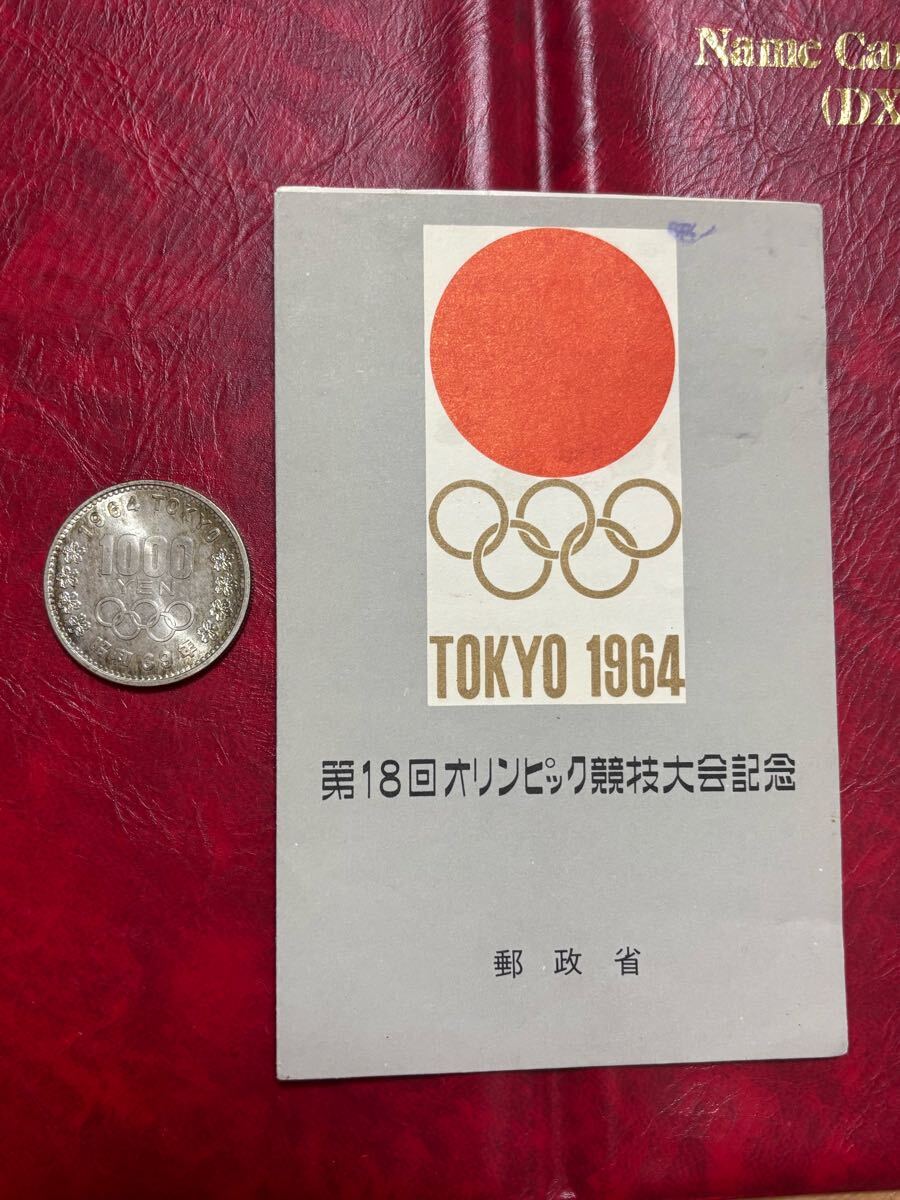 Name Ca
(DX
TOKYO 1964
第18回オリンピック競技大会記念
郵政省
1964 TOKYO
1000
YEN
昭和39年